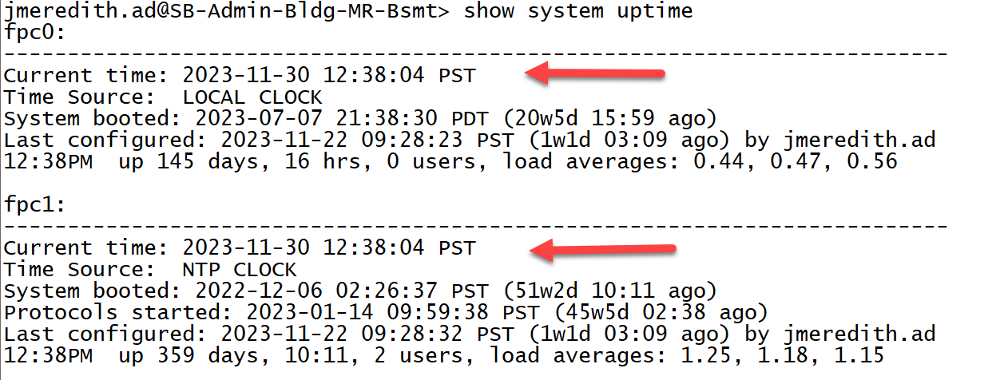 jmeredith.ad@SB-Admin-Bldg-MR-Bsmt> show system uptime
fpc0:
--------------------------------------------------------------------------
Current time: 2023-11-30 12:38:04 PST
Time Source:  LOCAL CLOCK
System booted: 2023-07-07 21:38:30 PDT (20w5d 15:59 ago)
Last configured: 2023-11-22 09:28:23 PST (1w1d 03:09 ago) by jmeredith.ad
12:38PM  up 145 days, 16 hrs, 0 users, load averages: 0.44, 0.47, 0.56

fpc1:
--------------------------------------------------------------------------
Current time: 2023-11-30 12:38:04 PST
Time Source:  NTP CLOCK
System booted: 2022-12-06 02:26:37 PST (51w2d 10:11 ago)
Protocols started: 2023-01-14 09:59:38 PST (45w5d 02:38 ago)
Last configured: 2023-11-22 09:28:32 PST (1w1d 03:09 ago) by jmeredith.ad
12:38PM  up 359 days, 10:11, 2 users, load averages: 1.25, 1.18, 1.15